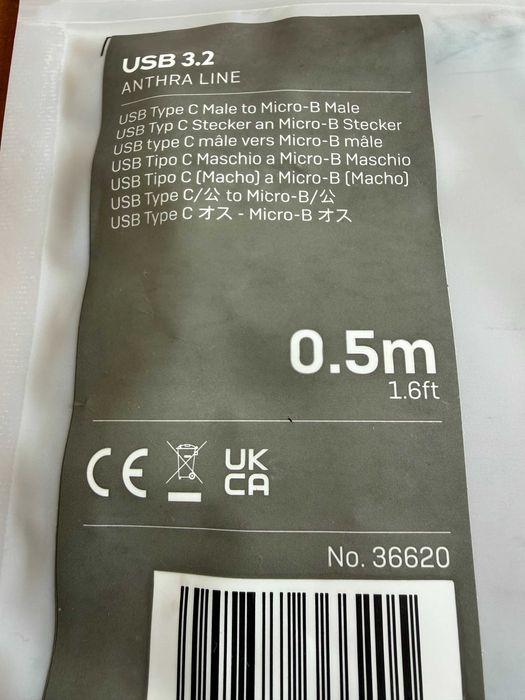 USB 3.2
ANTHRA LINE
USB Type C Male to Micro-B Male
USB Typ C Stecker an Micro-B Stecker
USB type C mâle vers Micro-B mâle
USB Tipo C Maschio a Micro-B Maschio
USB Tipo C (Macho) a Micro-B (Macho)
USB Type C/公 to Micro-B/公
USB Type C オス - Micro-B オス
0.5m
1.6ft
CE
UK
CA
No. 36620